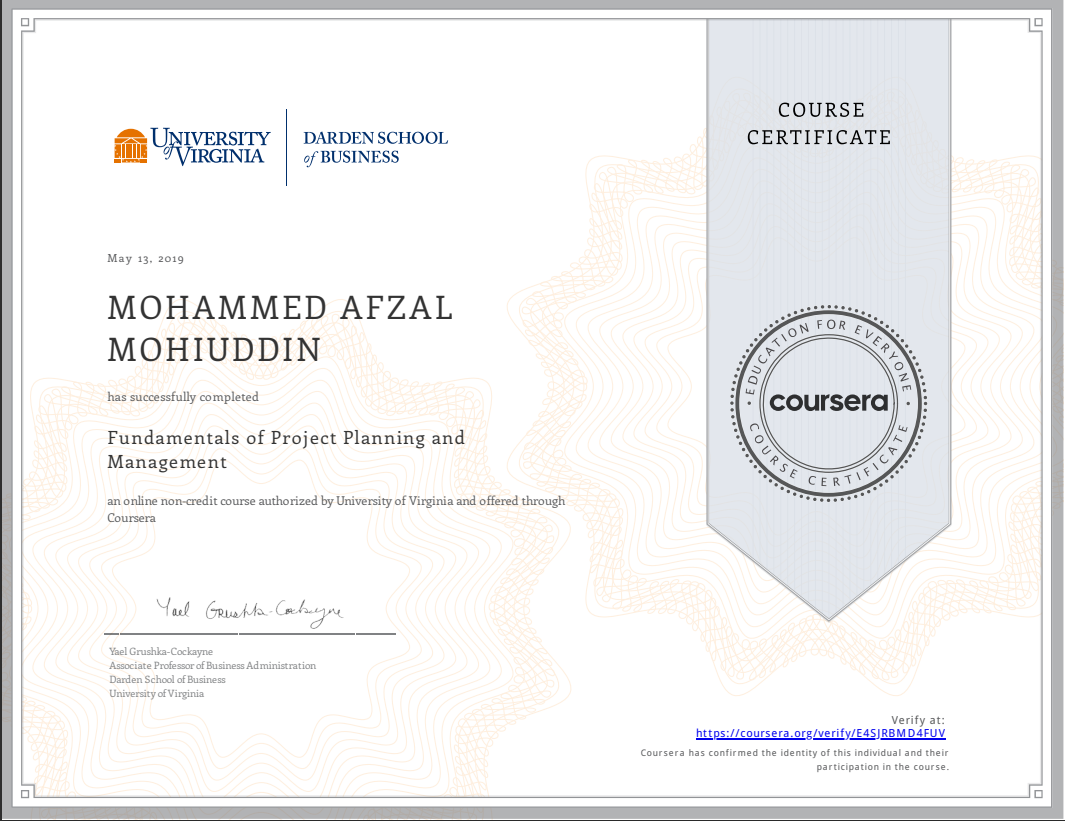 UNIVERSITY
of VIRGINIA
DARDEN SCHOOL
of BUSINESS
COURSE
CERTIFICATE
May 13, 2019
MOHAMMED AFZAL
MOHIUDDIN
has successfully completed
Fundamentals of Project Planning and
Management
an online non-credit course authorized by University of Virginia and offered through
Coursera
EDUCATION FOR EVERYONE
coursera
COURSE CERTIFICATE
Yael Grushka-Cockayne
Yael Grushka-Cockayne
Associate Professor of Business Administration
Darden School of Business
University of Virginia
Verify at:
https://coursera.org/verify/E4SJRBMD4FUV
Coursera has confirmed the identity of this individual and their
participation in the course.